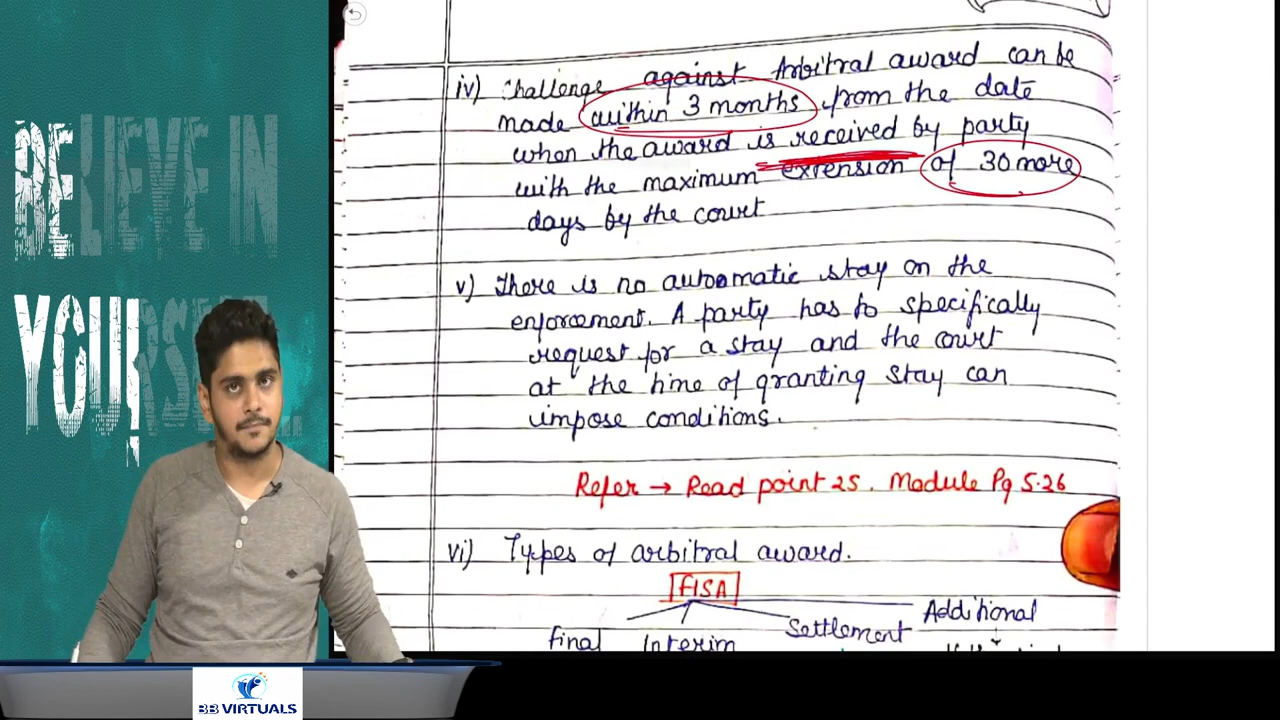 BELIEVE IN
YOURSELF...
iv) Challenge against Arbitral award can be
made within 3 months from the date
when the award is received by party
with the maximum extension of 30 more
days by the court
v) There is no automatic stay on the
enforcement. A party has to specifically
request for a stay and the court
at the time of granting stay can
impose conditions.
Refer → Read point 25. Module Pg 5.26
vi) Types of arbitral award.
FISA
Final Interim Settlement Additional
BB VIRTUALS